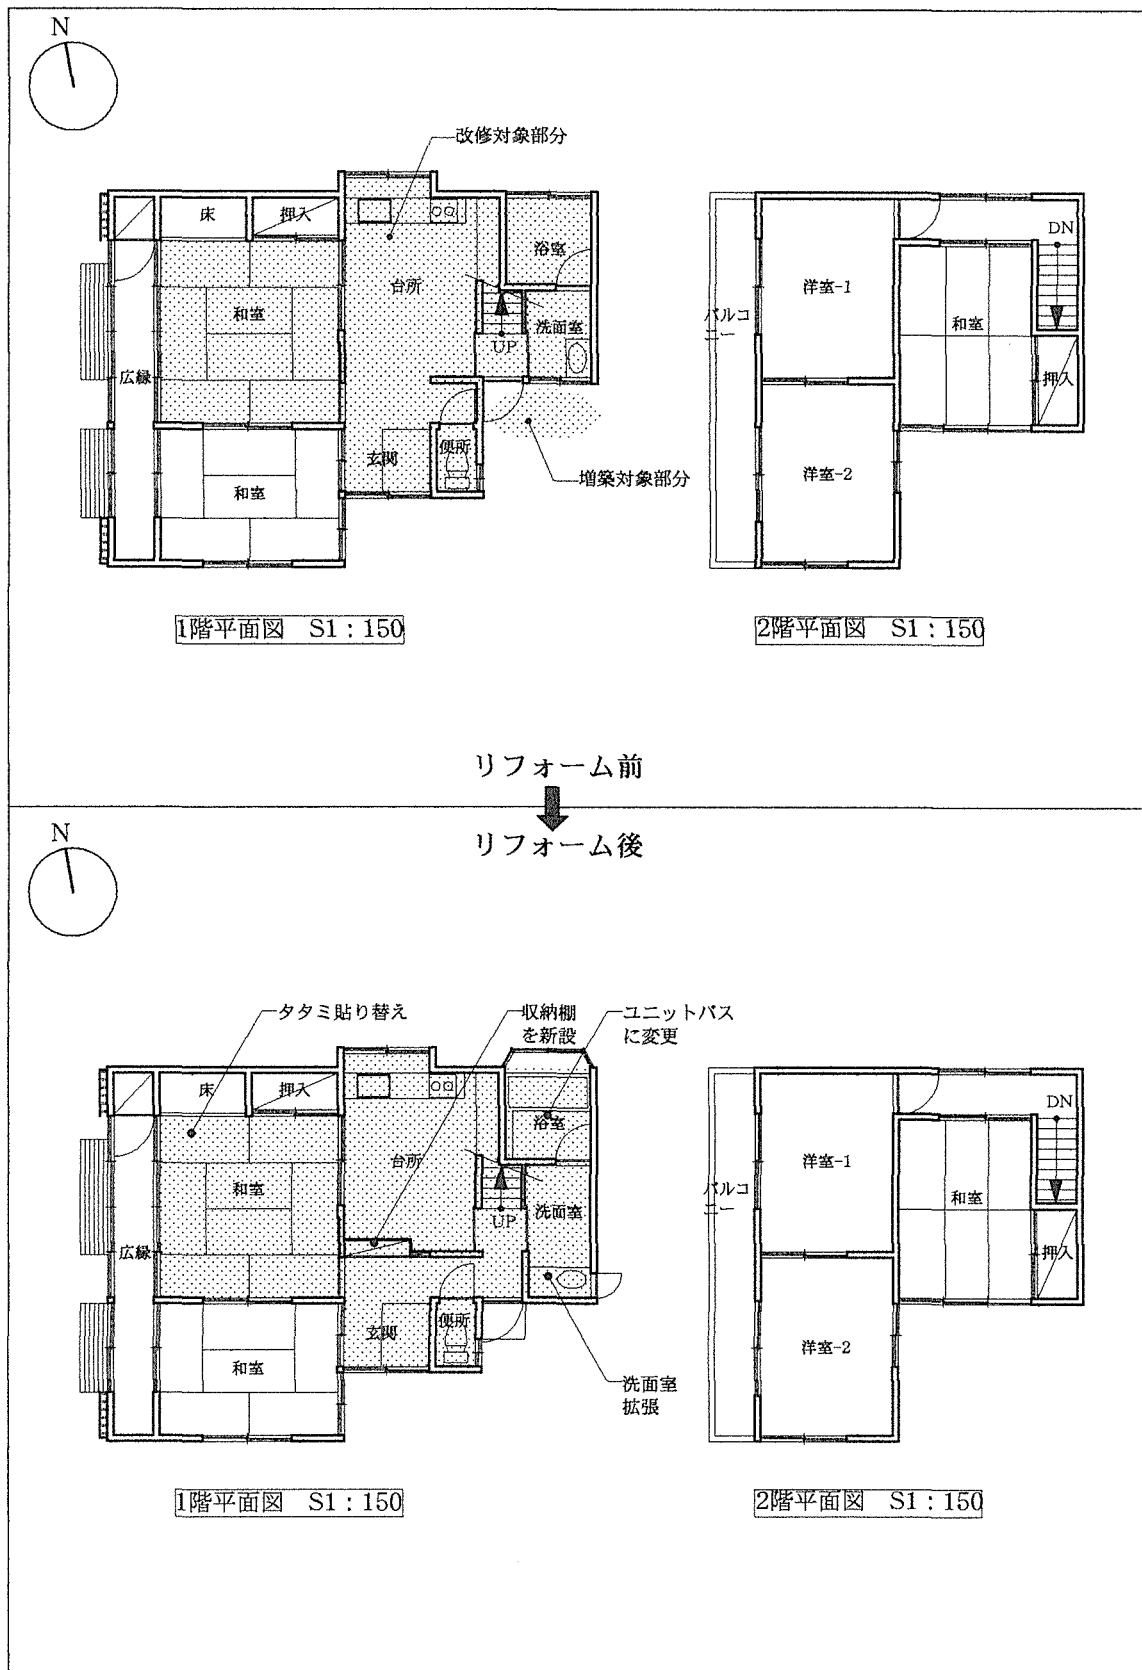 N
改修対象部分
床
押入
浴室
台所
和室
洗面室
UP
広縁
便所
玄関
和室
増築対象部分
1階平面図 S1：150
DN
洋室-1
バルコ
ニー
和室
押入
洋室-2
2階平面図 S1：150
リフォーム前
リフォーム後
N
タタミ貼り替え
収納棚
を新設
ユニットバス
に変更
床
押入
浴室
台所
和室
洗面室
UP
広縁
便所
玄関
和室
洗面室
拡張
1階平面図 S1：150
DN
洋室-1
バルコ
ニー
和室
押入
洋室-2
2階平面図 S1：150